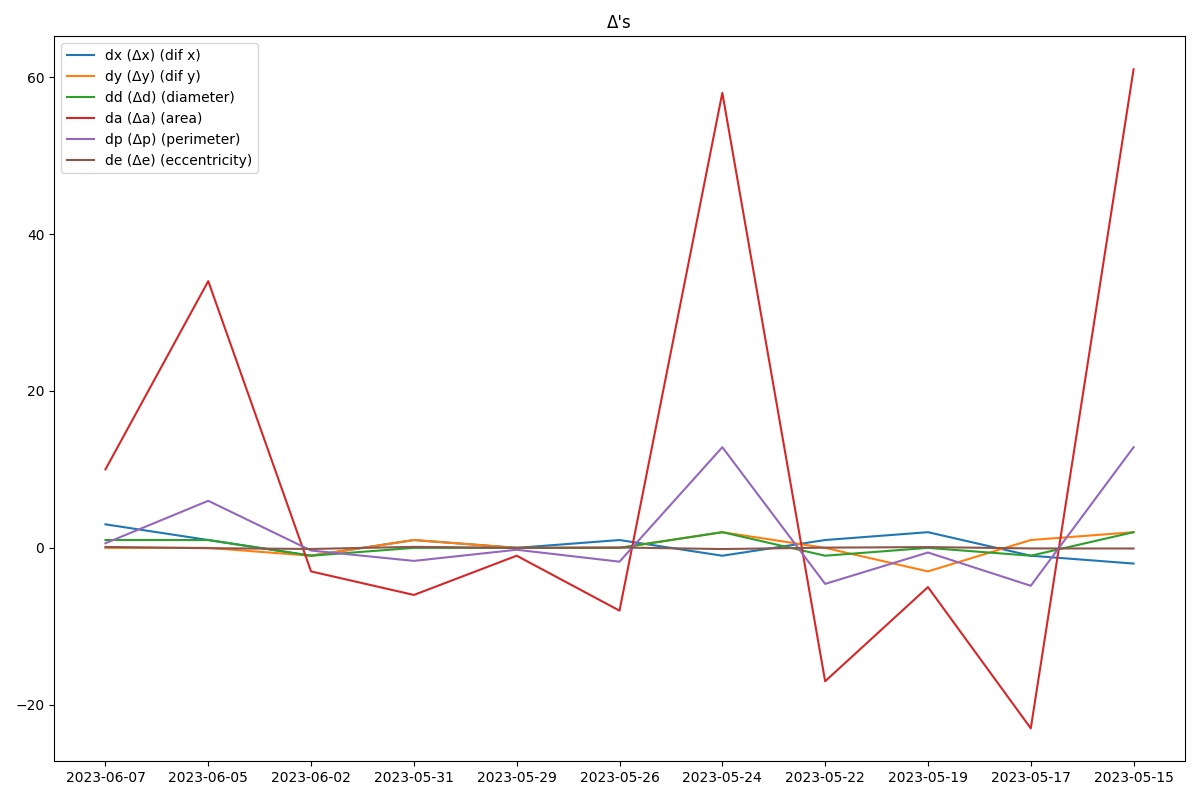 Δ's
dx (Δx) (dif x)
dy (Δy) (dif y)
dd (Δd) (diameter)
da (Δa) (area)
dp (Δp) (perimeter)
de (Δe) (eccentricity)
60
40
20
0
−20
2023-06-07 2023-06-05 2023-06-02 2023-05-31 2023-05-29 2023-05-26 2023-05-24 2023-05-22 2023-05-19 2023-05-17 2023-05-15